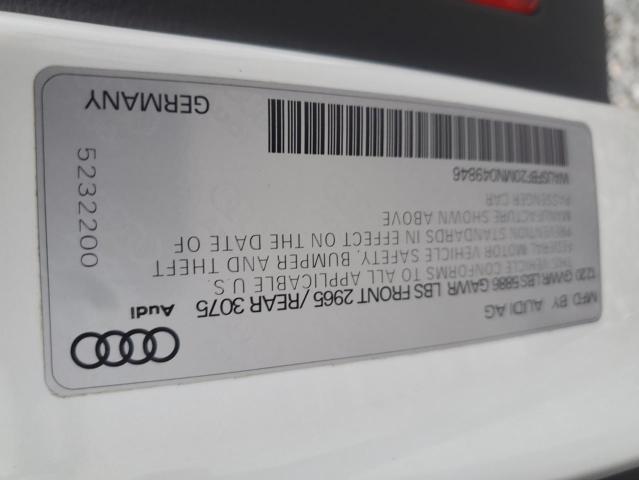 MFD BY AUDI AG
12/20 GVWR LBS 5886 GAWR LBS FRONT 2965 / REAR 3075
THIS VEHICLE CONFORMS TO ALL APPLICABLE U.S.
FEDERAL MOTOR VEHICLE SAFETY, BUMPER AND THEFT
PREVENTION STANDARDS IN EFFECT ON THE DATE OF
MANUFACTURE SHOWN ABOVE
PASSENGER CAR
Audi
5232200
GERMANY